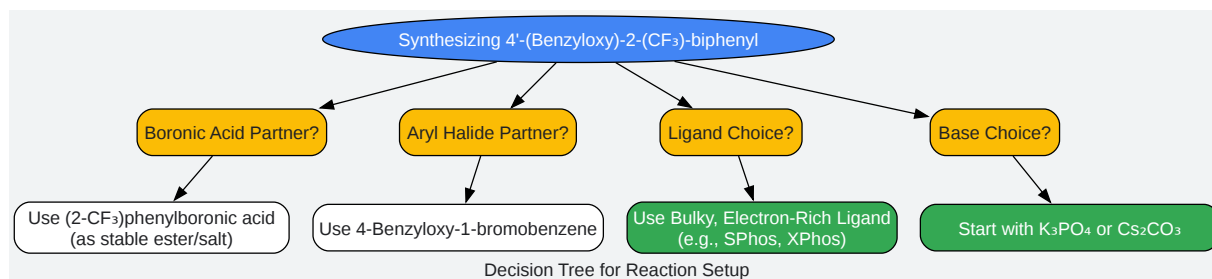 Synthesizing 4'-(Benzyloxy)-2-(CF₃)-biphenyl
Boronic Acid Partner?
Aryl Halide Partner?
Ligand Choice?
Base Choice?
Use (2-CF₃)phenylboronic acid
(as stable ester/salt)
Use 4-Benzyloxy-1-bromobenzene
Use Bulky, Electron-Rich Ligand
(e.g., SPhos, XPhos)
Start with K₃PO₄ or Cs₂CO₃
Decision Tree for Reaction Setup